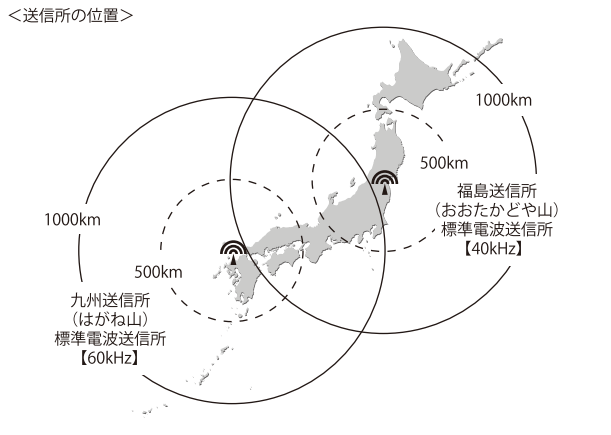 ＜送信所の位置＞
1000km
500km
福島送信所
（おおたかどや山）
標準電波送信所
【40kHz】
1000km
500km
九州送信所
（はがね山）
標準電波送信所
【60kHz】